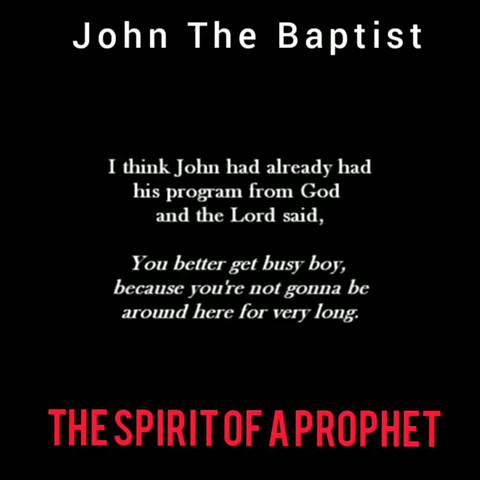 John The Baptist
I think John had already had
his program from God
and the Lord said,
You better get busy boy,
because you're not gonna be
around here for very long.
THE SPIRIT OF A PROPHET